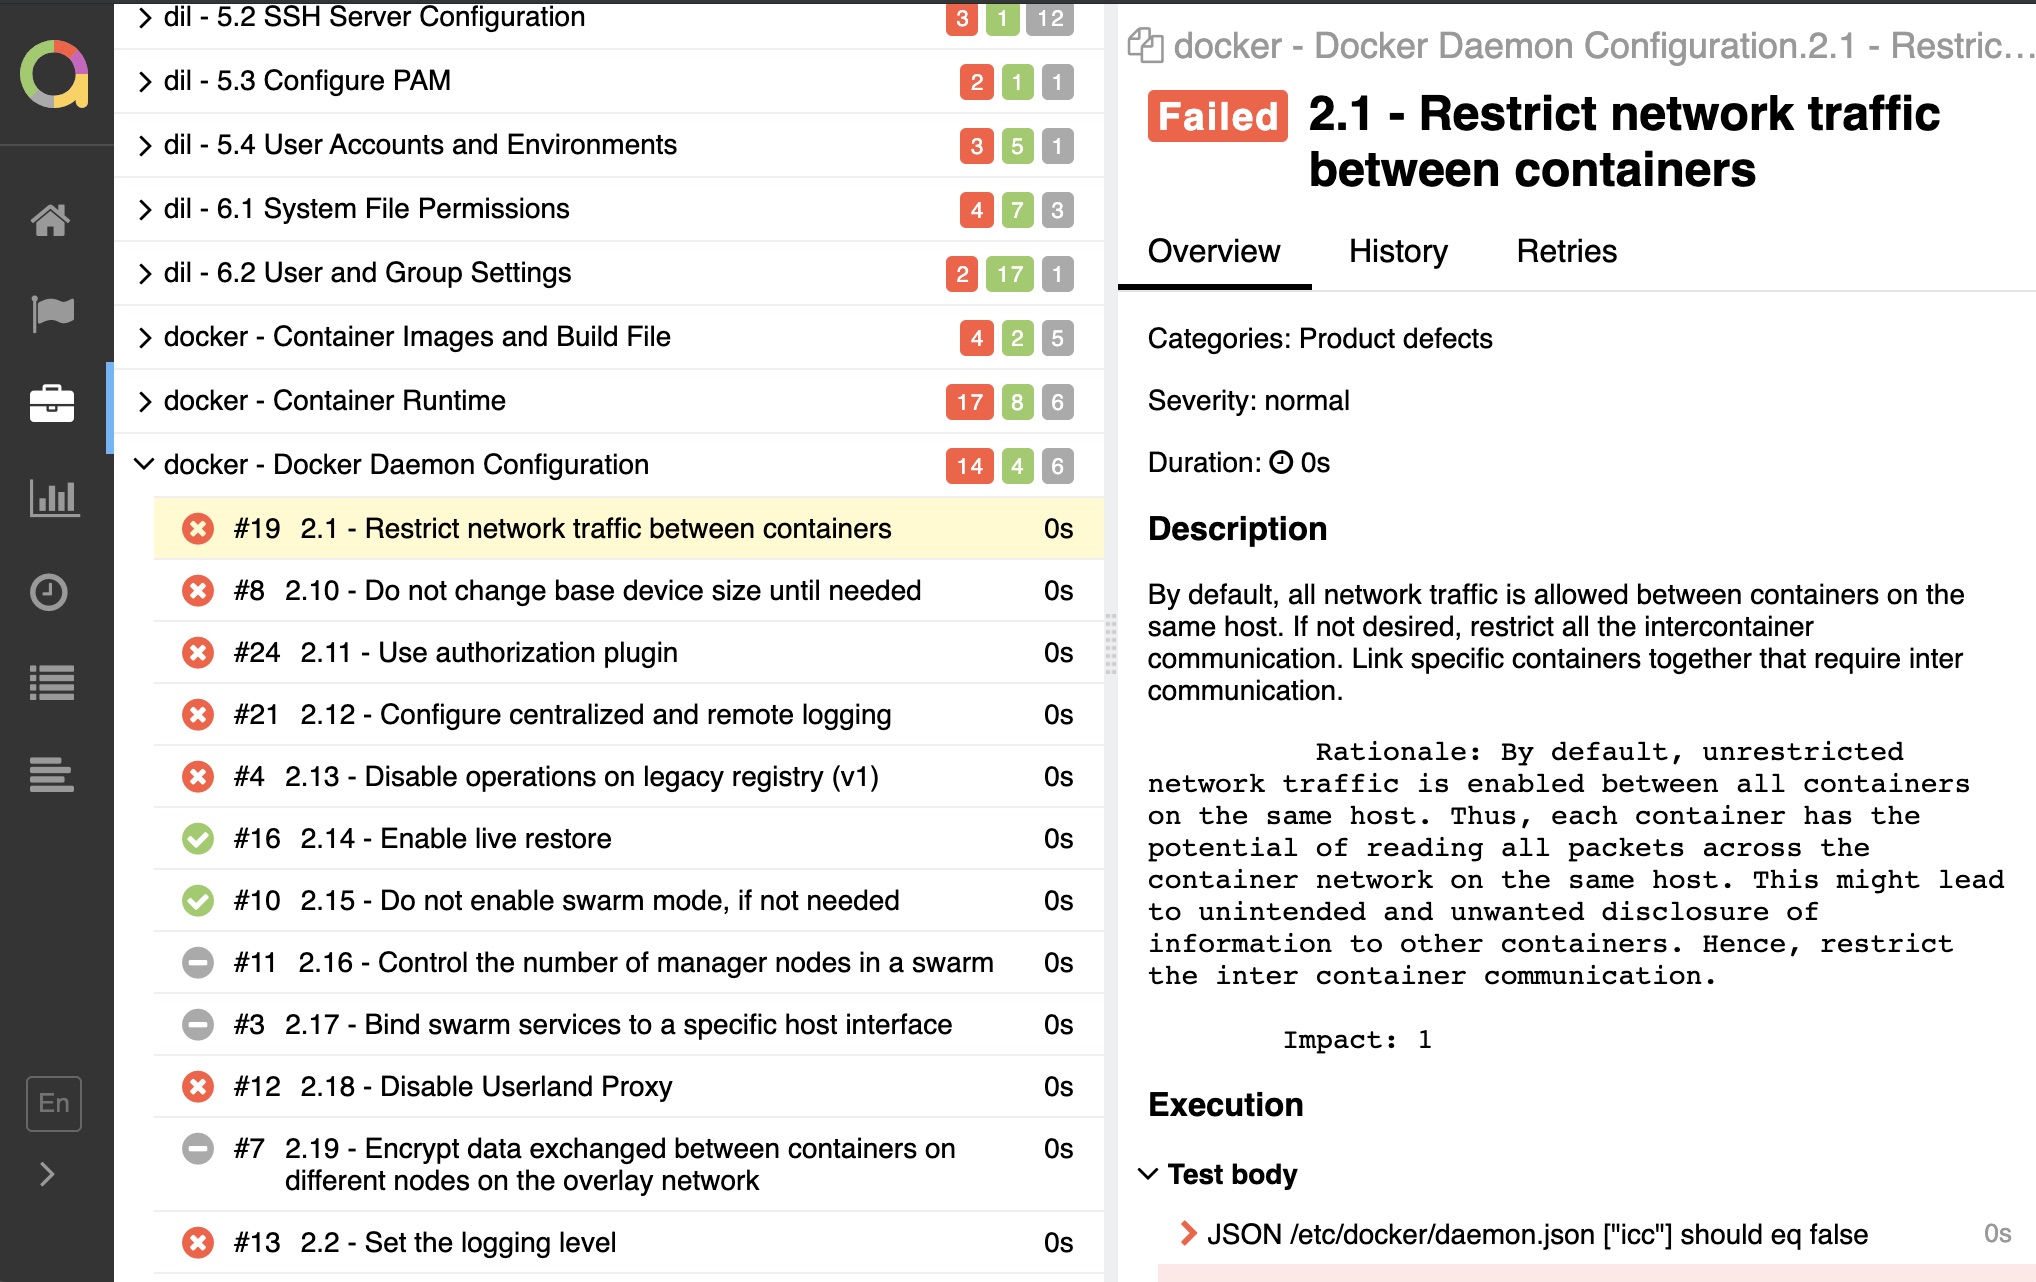 dil - 5.2 SSH Server Configuration 3 1 12
dil - 5.3 Configure PAM 2 1 1
dil - 5.4 User Accounts and Environments 3 5 1
dil - 6.1 System File Permissions 4 7 3
dil - 6.2 User and Group Settings 2 17 1
docker - Container Images and Build File 4 2 5
docker - Container Runtime 17 8 6
docker - Docker Daemon Configuration 14 4 6
#19 2.1 - Restrict network traffic between containers 0s
#8 2.10 - Do not change base device size until needed 0s
#24 2.11 - Use authorization plugin 0s
#21 2.12 - Configure centralized and remote logging 0s
#4 2.13 - Disable operations on legacy registry (v1) 0s
#16 2.14 - Enable live restore 0s
#10 2.15 - Do not enable swarm mode, if not needed 0s
#11 2.16 - Control the number of manager nodes in a swarm 0s
#3 2.17 - Bind swarm services to a specific host interface 0s
#12 2.18 - Disable Userland Proxy 0s
#7 2.19 - Encrypt data exchanged between containers on 0s
different nodes on the overlay network
#13 2.2 - Set the logging level 0s
En
docker - Docker Daemon Configuration.2.1 - Restric...
Failed 2.1 - Restrict network traffic
between containers
Overview History Retries
Categories: Product defects
Severity: normal
Duration: 0s
Description
By default, all network traffic is allowed between containers on the
same host. If not desired, restrict all the intercontainer
communication. Link specific containers together that require inter
communication.
Rationale: By default, unrestricted
network traffic is enabled between all containers
on the same host. Thus, each container has the
potential of reading all packets across the
container network on the same host. This might lead
to unintended and unwanted disclosure of
information to other containers. Hence, restrict
the inter container communication.
Impact: 1
Execution
Test body
JSON /etc/docker/daemon.json ["icc"] should eq false 0s